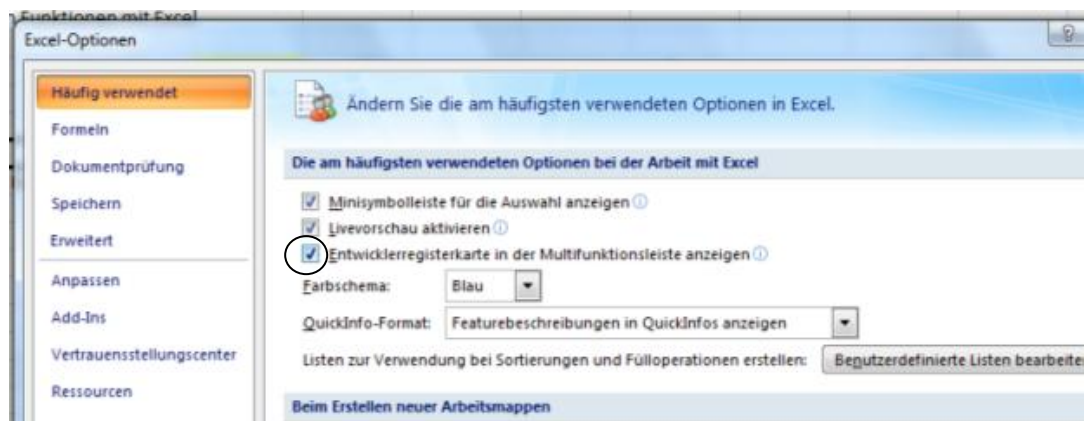 Funktionen mit Excel
Excel-Optionen
Häufig verwendet
Formeln
Dokumentprüfung
Speichern
Erweitert
Anpassen
Add-Ins
Vertrauensstellungscenter
Ressourcen
Ändern Sie die am häufigsten verwendeten Optionen in Excel.
Die am häufigsten verwendeten Optionen bei der Arbeit mit Excel
Minisymbolleiste für die Auswahl anzeigen
Livevorschau aktivieren
Entwicklerregisterkarte in der Multifunktionsleiste anzeigen
Farbschema: Blau
QuickInfo-Format: Featurebeschreibungen in QuickInfos anzeigen
Listen zur Verwendung bei Sortierungen und Fülloperationen erstellen: Benutzerdefinierte Listen bearbeite
Beim Erstellen neuer Arbeitsmappen